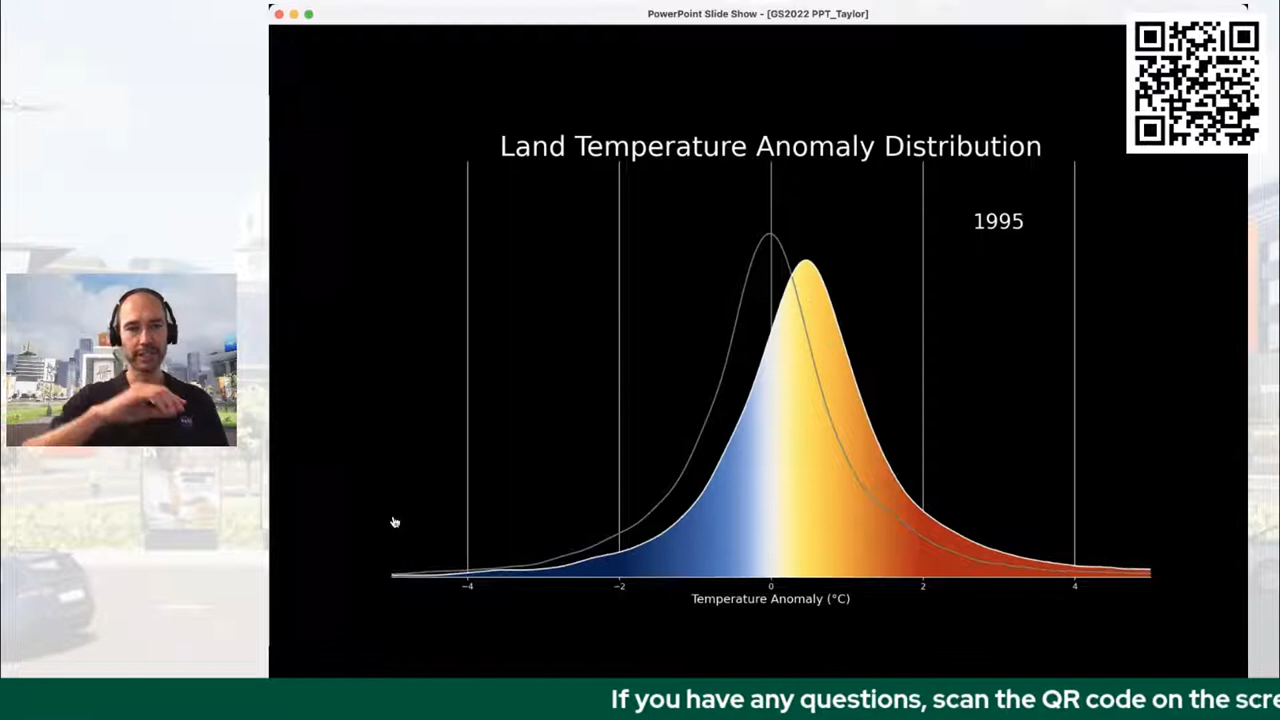 PowerPoint Slide Show - [GS2022 PPT_Taylor]
Land Temperature Anomaly Distribution
1995
−4 −2 0 2 4
Temperature Anomaly (°C)
If you have any questions, scan the QR code on the scre